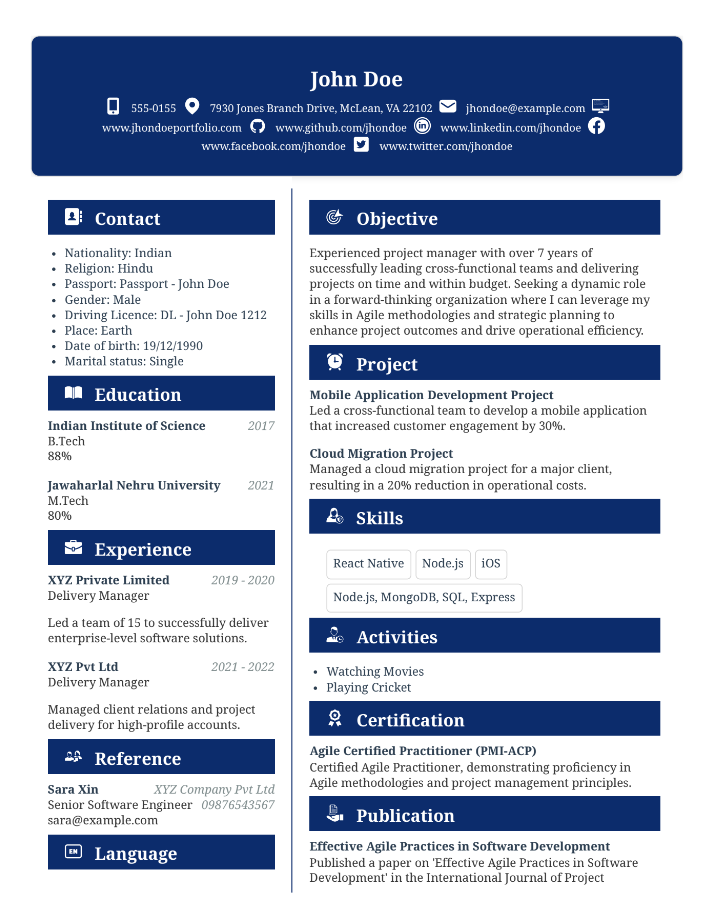 John Doe
555-0155 7930 Jones Branch Drive, McLean, VA 22102 jhondoe@example.com
www.jhondoeportfolio.com www.github.com/jhondoe www.linkedin.com/jhondoe
www.facebook.com/jhondoe www.twitter.com/jhondoe
Contact
• Nationality: Indian
• Religion: Hindu
• Passport: Passport - John Doe
• Gender: Male
• Driving Licence: DL - John Doe 1212
• Place: Earth
• Date of birth: 19/12/1990
• Marital status: Single
Education
Indian Institute of Science 2017
B.Tech
88%
Jawaharlal Nehru University 2021
M.Tech
80%
Experience
XYZ Private Limited 2019 - 2020
Delivery Manager
Led a team of 15 to successfully deliver
enterprise-level software solutions.
XYZ Pvt Ltd 2021 - 2022
Delivery Manager
Managed client relations and project
delivery for high-profile accounts.
Reference
Sara Xin XYZ Company Pvt Ltd
Senior Software Engineer 09876543567
sara@example.com
EN Language
Objective
Experienced project manager with over 7 years of
successfully leading cross-functional teams and delivering
projects on time and within budget. Seeking a dynamic role
in a forward-thinking organization where I can leverage my
skills in Agile methodologies and strategic planning to
enhance project outcomes and drive operational efficiency.
Project
Mobile Application Development Project
Led a cross-functional team to develop a mobile application
that increased customer engagement by 30%.
Cloud Migration Project
Managed a cloud migration project for a major client,
resulting in a 20% reduction in operational costs.
Skills
React Native Node.js iOS
Node.js, MongoDB, SQL, Express
Activities
• Watching Movies
• Playing Cricket
Certification
Agile Certified Practitioner (PMI-ACP)
Certified Agile Practitioner, demonstrating proficiency in
Agile methodologies and project management principles.
Publication
Effective Agile Practices in Software Development
Published a paper on 'Effective Agile Practices in Software
Development' in the International Journal of Project